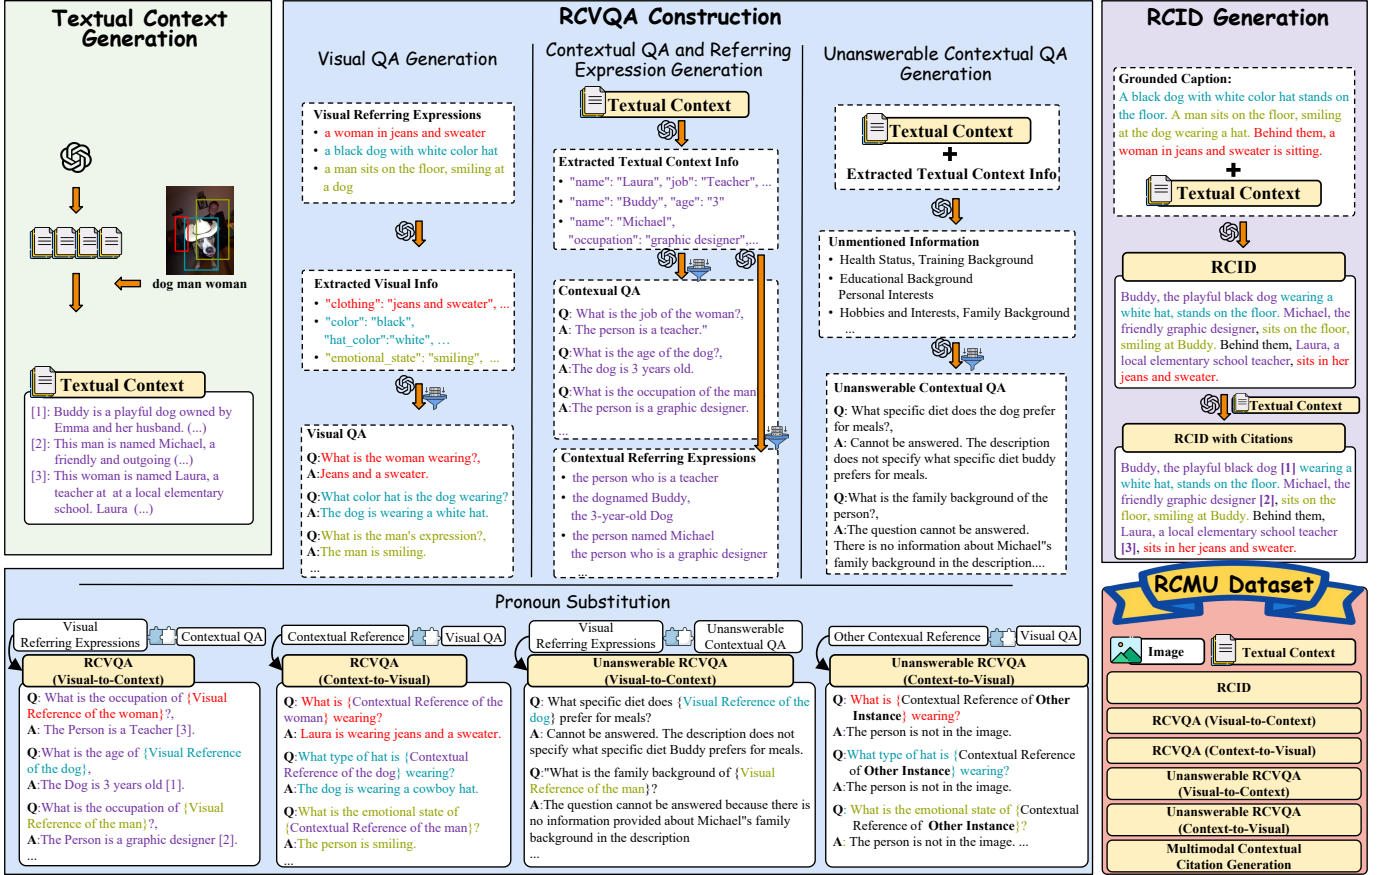 Textual Context
Generation
dog man woman
Textual Context
[1]: Buddy is a playful dog owned by
Emma and her husband. (...)
[2]: This man is named Michael, a
friendly and outgoing (...)
[3]: This woman is named Laura, a
teacher at  at a local elementary
school. Laura  (...)
RCVQA Construction
Visual QA Generation
Visual Referring Expressions
• a woman in jeans and sweater
• a black dog with white color hat
• a man sits on the floor, smiling at
a dog
Extracted Visual Info
• "clothing": "jeans and sweater", ...
• "color": "black",
"hat_color":"white", …
• "emotional_state": "smiling",  ...
Visual QA
Q:What is the woman wearing?,
A:Jeans and a sweater.
Q:What color hat is the dog wearing?
A:The dog is wearing a white hat.
Q:What is the man's expression?,
A:The man is smiling.
...
Contextual QA and Referring
Expression Generation
Textual Context
Extracted Textual Context Info
• "name": "Laura", "job": "Teacher", ...
• "name": "Buddy", "age": "3"
• "name": "Michael",
"occupation": "graphic designer",...
Contexual QA
Q: What is the job of the woman?,
A: The person is a teacher."
Q:What is the age of the dog?,
A:The dog is 3 years old.
Q:What is the occupation of the man?
A:The person is a graphic designer.
...
Contextual Referring Expressions
• the person who is a teacher
• the dognamed Buddy,
the 3-year-old Dog
• the person named Michael
the person who is a graphic designer
...
Unanswerable Contextual QA
Generation
Textual Context
+
Extracted Textual Context Info
Unmentioned Information
• Health Status, Training Background
• Educational Background
Personal Interests
• Hobbies and Interests, Family Background
...
Unanswerable Contextual QA
Q: What specific diet does the dog prefer
for meals?,
A: Cannot be answered. The description
does not specify what specific diet buddy
prefers for meals.
Q:What is the family background of the
person?,
A:The question cannot be answered.
There is no information about Michael"s
family background in the description....
Pronoun Substitution
Visual
Referring Expressions
Contextual QA
RCVQA
(Visual-to-Context)
Q: What is the occupation of {Visual
Reference of the woman}?,
A: The Person is a Teacher [3].
Q:What is the age of {Visual Reference
of the dog},
A:The Dog is 3 years old [1].
Q:What is the occupation of {Visual
Reference of the man}?,
A:The Person is a graphic designer [2].
...
Contextual Reference
Visual QA
RCVQA
(Context-to-Visual)
Q: What is {Contextual Reference of the
woman} wearing?
A: Laura is wearing jeans and a sweater.
Q:What type of hat is {Contextual
Reference of the dog} wearing?
A:The dog is wearing a cowboy hat.
Q:What is the emotional state of
{Contextual Reference of the man}?
A:The person is smiling.
...
Visual
Referring Expressions
Unanswerable
Contextual QA
Unanswerable RCVQA
(Visual-to-Context)
Q: What specific diet does {Visual Reference of the
dog} prefer for meals?
A: Cannot be answered. The description does not
specify what specific diet Buddy prefers for meals.
Q:"What is the family background of {Visual
Reference of the man}?
A:The question cannot be answered because there is
no information provided about Michael"s family
background in the description
...
Other Contextual Reference
Visual QA
Unanswerable RCVQA
(Context-to-Visual)
Q: What is {Contextual Reference of Other
Instance} wearing?
A:The person is not in the image.
Q:What type of hat is {Contextual Reference
of Other Instance} wearing?
A:The person is not in the image.
Q:What is the emotional state of {Contextual
Reference of  Other Instance}?
A: The person is not in the image. ...
RCID Generation
Grounded Caption:
A black dog with white color hat stands on
the floor. A man sits on the floor, smiling
at the dog wearing a hat. Behind them, a
woman in jeans and sweater is sitting.
+
Textual Context
RCID
Buddy, the playful black dog wearing a
white hat, stands on the floor. Michael, the
friendly graphic designer, sits on the floor,
smiling at Buddy. Behind them, Laura, a
local elementary school teacher, sits in her
jeans and sweater.
Textual Context
RCID with Citations
Buddy, the playful black dog [1] wearing a
white hat, stands on the floor. Michael, the
friendly graphic designer [2], sits on the
floor, smiling at Buddy. Behind them,
Laura, a local elementary school teacher
[3], sits in her jeans and sweater.
RCMU Dataset
Image
Textual Context
RCID
RCVQA (Visual-to-Context)
RCVQA (Context-to-Visual)
Unanswerable RCVQA
(Visual-to-Context)
Unanswerable RCVQA
(Context-to-Visual)
Multimodal Contextual
Citation Generation